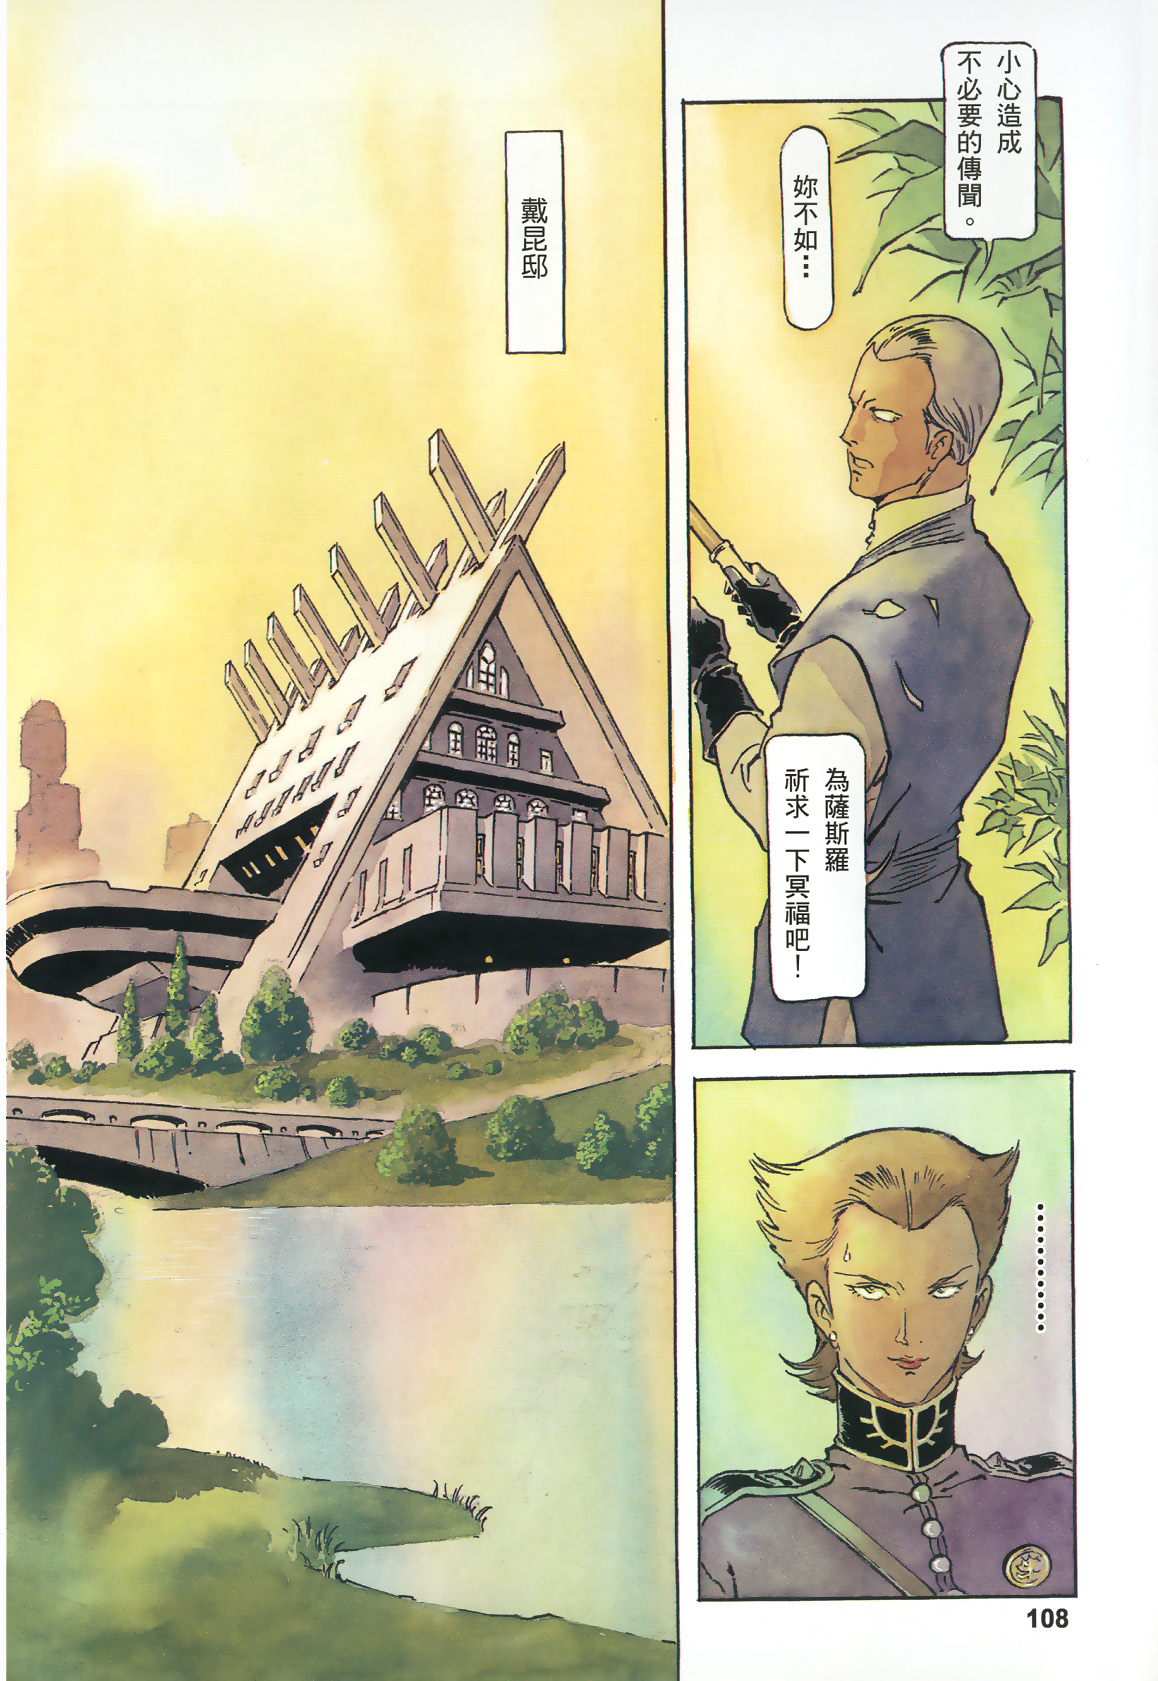 小心造成
不必要的傳聞。
妳不如…
為薩斯羅
祈求一下冥福吧！
…………
戴昆邸
108